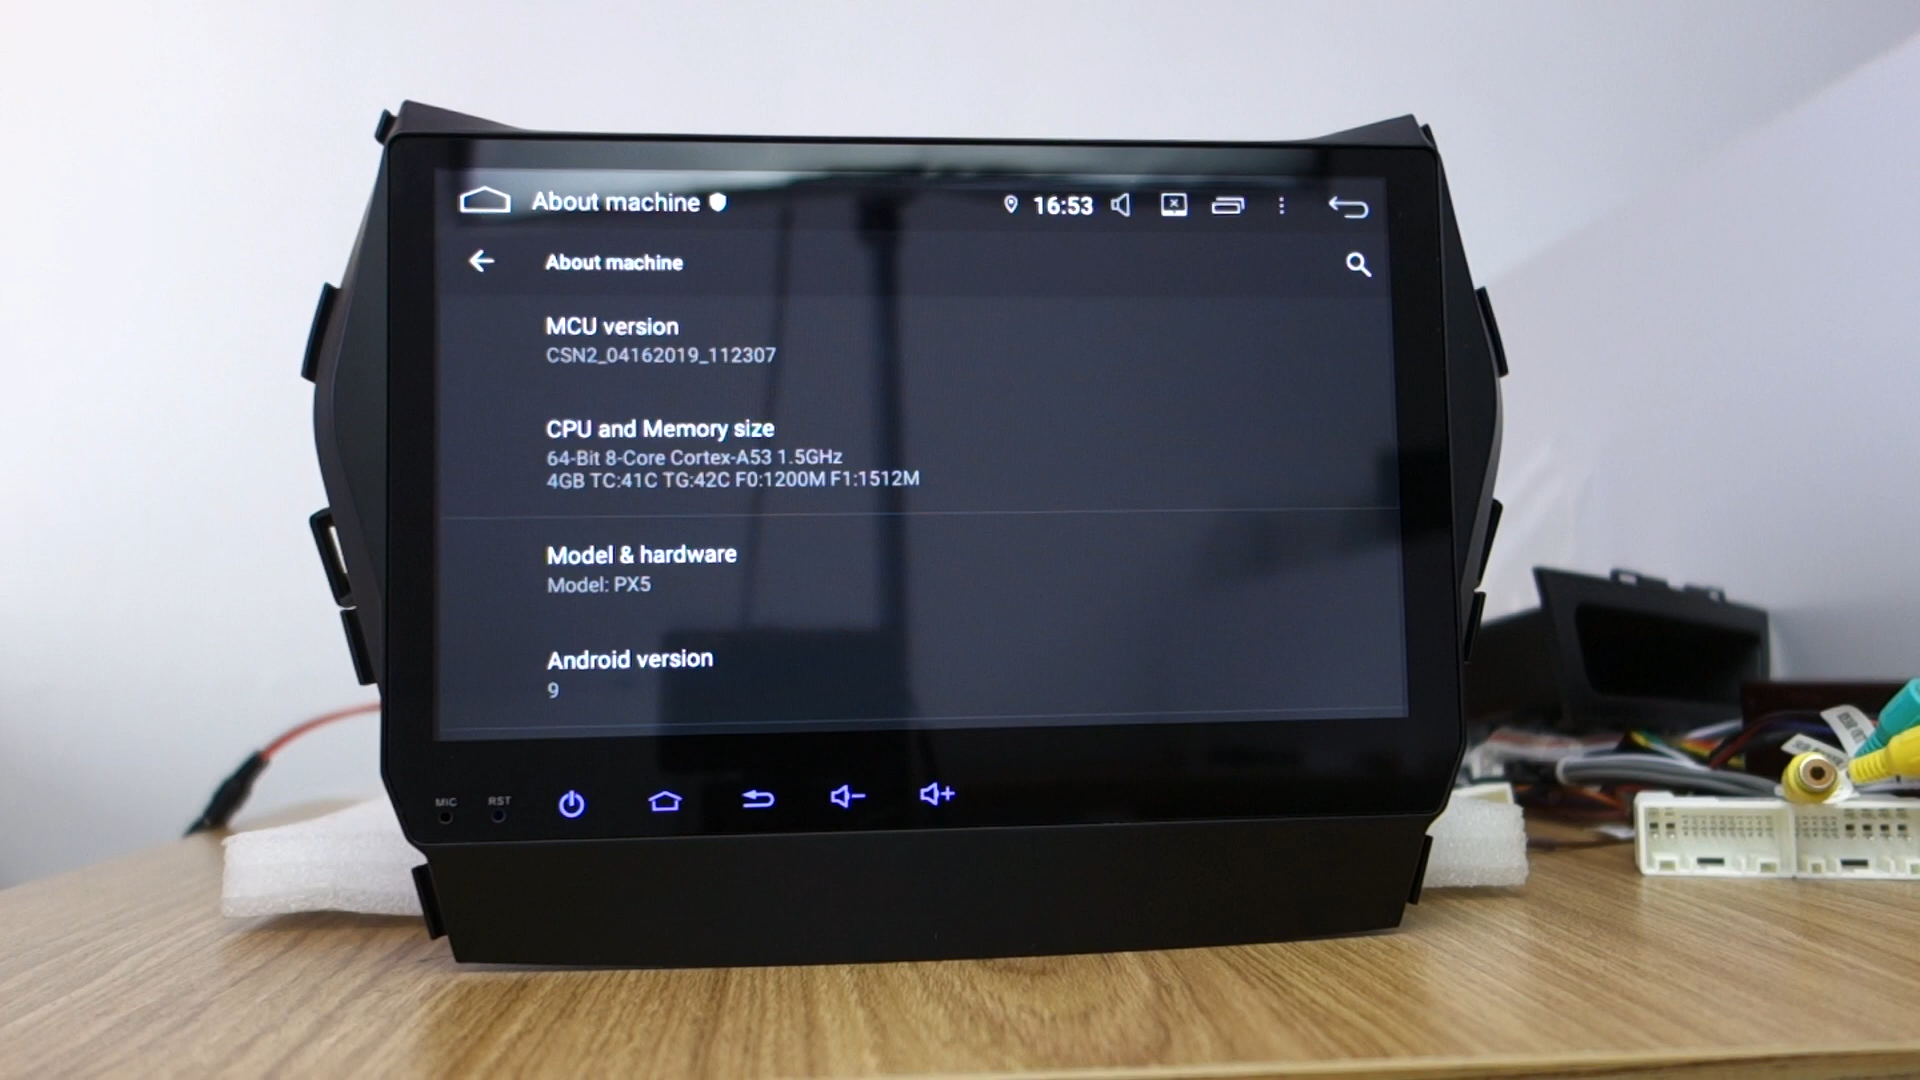 About machine
16:53
About machine
MCU version
CSN2_04162019_112307
CPU and Memory size
64-Bit 8-Core Cortex-A53 1.5GHz
4GB TC:41C TG:42C F0:1200M F1:1512M
Model & hardware
Model: PX5
Android version
9
MIC
RST